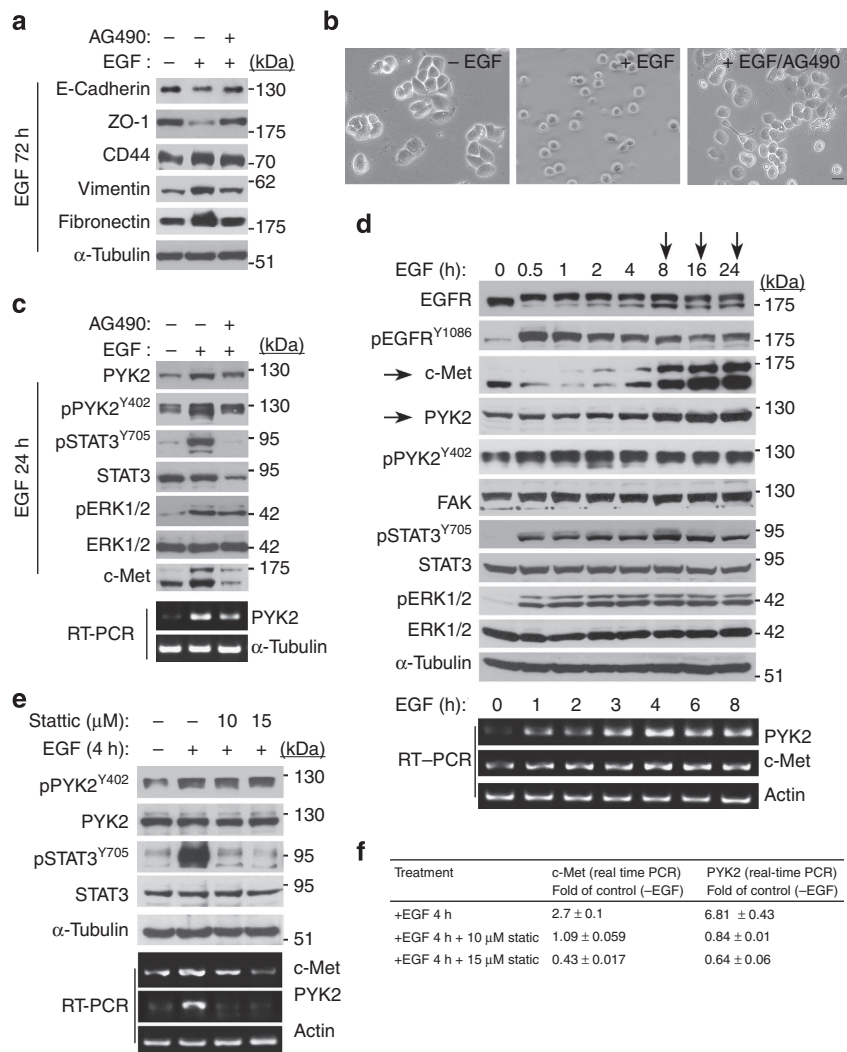 a
AG490: – – +
EGF : – + + (kDa)
EGF 72 h
E-Cadherin -130
ZO-1 -175
CD44 -70
Vimentin -62
Fibronectin -175
α-Tubulin -51
b
– EGF
+ EGF
+ EGF/AG490
c
AG490: – – +
EGF : – + + (kDa)
EGF 24 h
PYK2 - 130
pPYK2Y402 - 130
pSTAT3Y705 - 95
STAT3 - 95
pERK1/2 - 42
ERK1/2 - 42
c-Met - 175
RT-PCR
PYK2
α-Tubulin
d
EGF (h): 0 0.5 1 2 4 8 16 24 (kDa)
EGFR - 175
pEGFRY1086 - 175
c-Met - 175
PYK2 - 130
pPYK2Y402 - 130
FAK - 130
pSTAT3Y705 - 95
STAT3 - 95
pERK1/2 - 42
ERK1/2 - 42
α-Tubulin - 51
EGF (h): 0 1 2 3 4 6 8
RT–PCR
PYK2
c-Met
Actin
e
Stattic (μM): – – 10 15
EGF (4 h): – + + + (kDa)
pPYK2Y402 - 130
PYK2 - 130
pSTAT3Y705 - 95
STAT3 - 95
α-Tubulin - 51
RT-PCR
c-Met
PYK2
Actin
f
Treatment c-Met (real time PCR) PYK2 (real-time PCR)
Fold of control (–EGF) Fold of control (–EGF)
+EGF 4 h 2.7 ± 0.1 6.81 ± 0.43
+EGF 4 h + 10 μM static 1.09 ± 0.059 0.84 ± 0.01
+EGF 4 h + 15 μM static 0.43 ± 0.017 0.64 ± 0.06